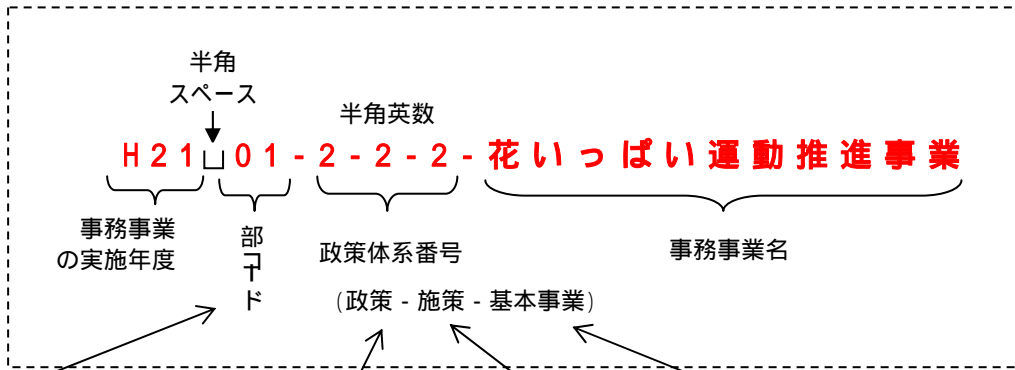 半角
スペース
半角英数
H21␣01-2-2-2-花いっぱい運動推進事業
事務事業
の実施年度
部コード
政策体系番号
(政策-施策-基本事業)
事務事業名